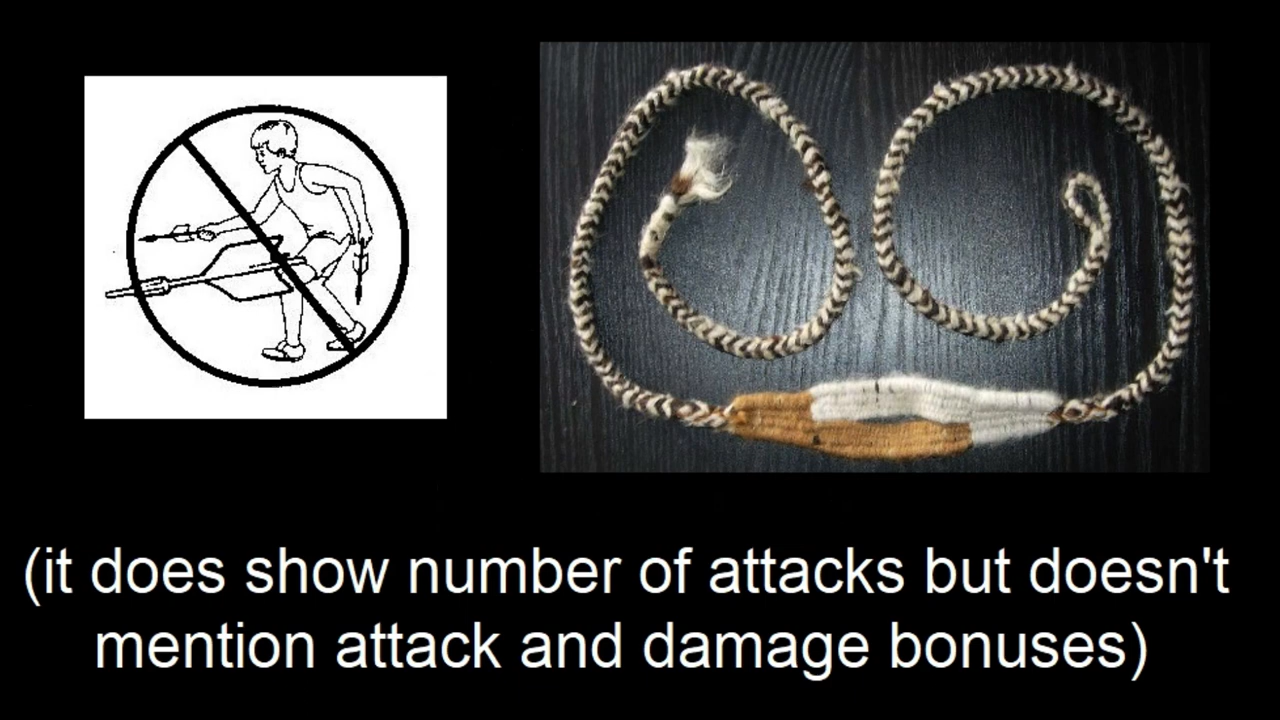 (it does show number of attacks but doesn't
mention attack and damage bonuses)